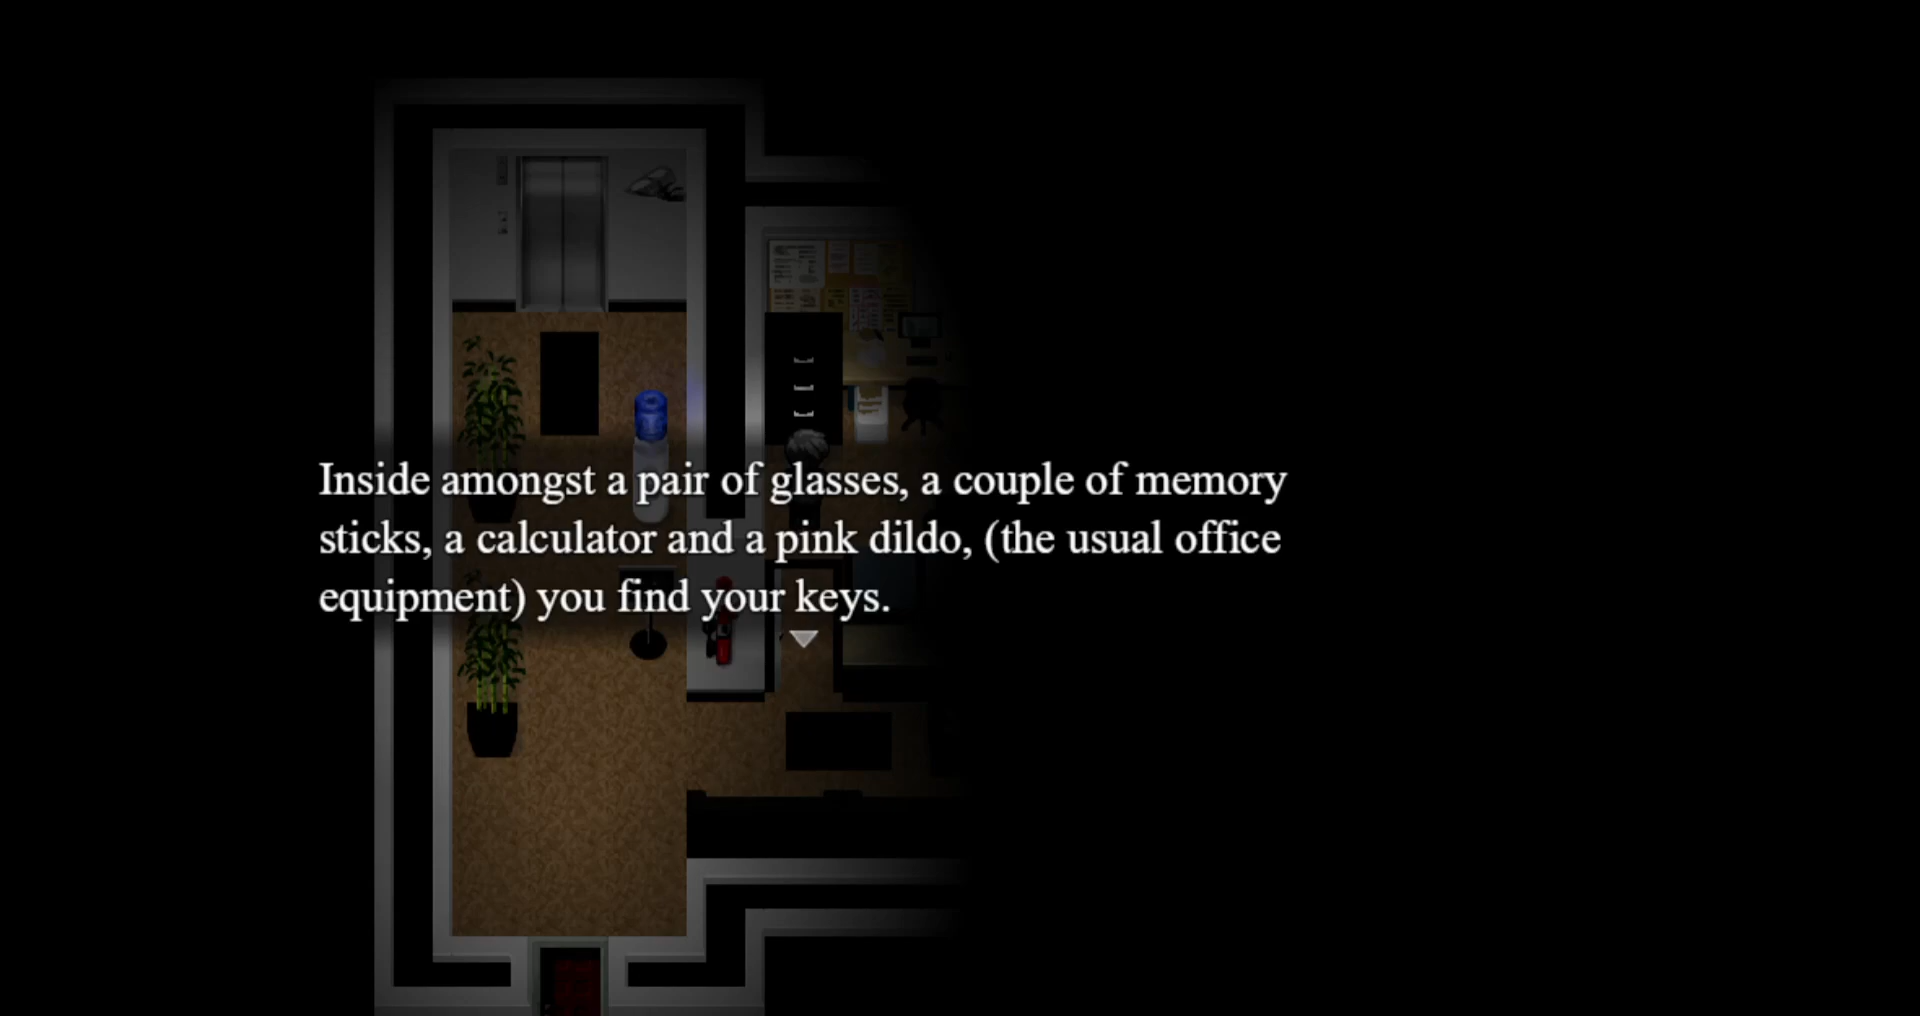 Inside amongst a pair of glasses, a couple of memory
sticks, a calculator and a pink dildo, (the usual office
equipment) you find your keys.